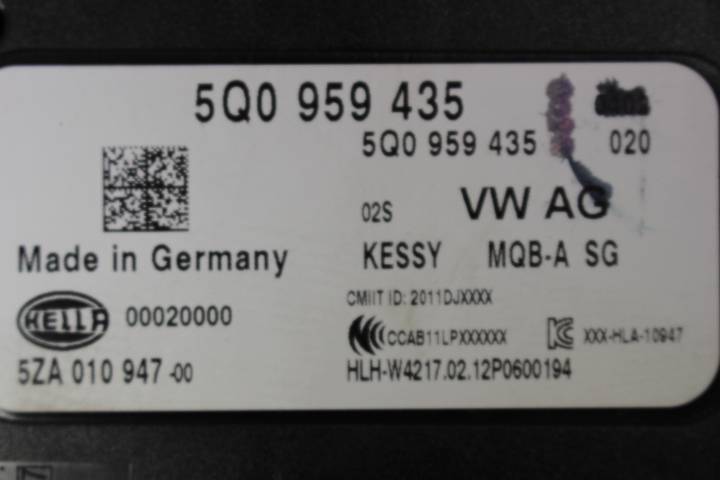 5Q0 959 435
5Q0 959 435 020
02S VW AG
Made in Germany KESSY MQB-A SG
CMIIT ID: 2011DJXXXX
HELLA 00020000
CCAB11LPXXXXXX XXX-HLA-10947
5ZA 010 947-00 HLH-W4217.02.12P0600194